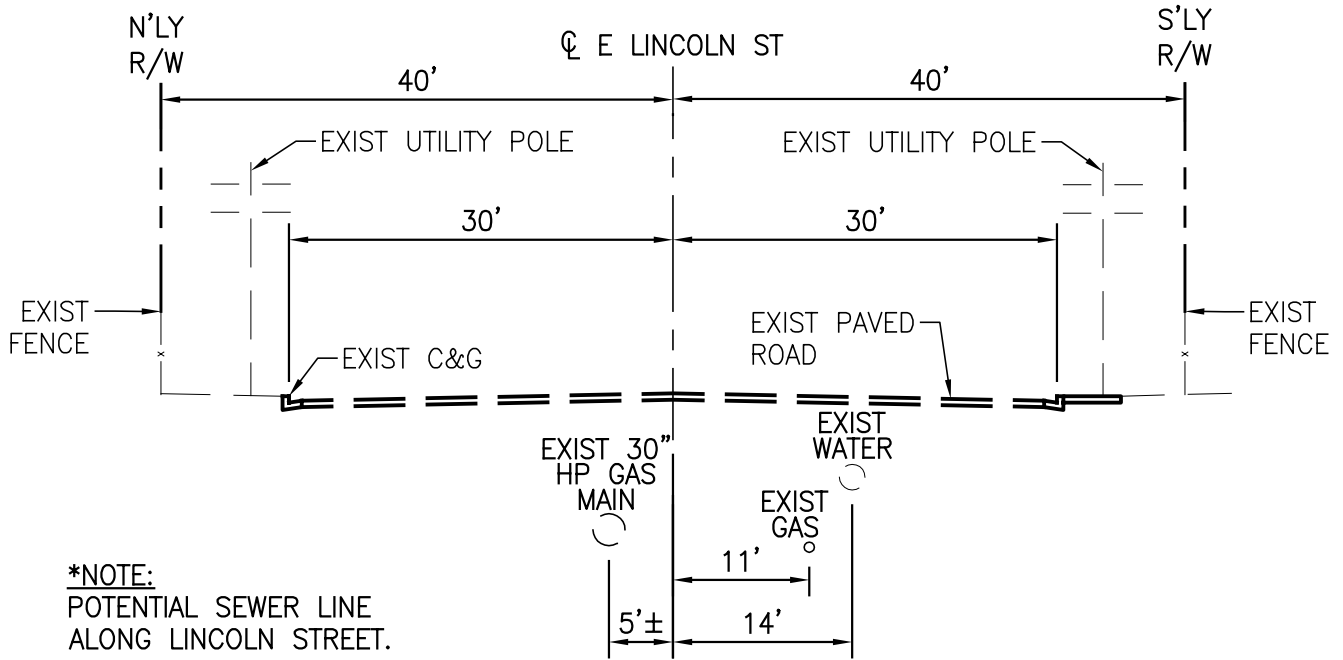 N'LY
R/W
S'LY
R/W
℄ E LINCOLN ST
40'
40'
EXIST UTILITY POLE
EXIST UTILITY POLE
30'
30'
EXIST
FENCE
EXIST C&G
EXIST PAVED
ROAD
EXIST
FENCE
EXIST 30"
HP GAS
MAIN
EXIST
WATER
EXIST
GAS
11'
5'±
14'
*NOTE:
POTENTIAL SEWER LINE
ALONG LINCOLN STREET.